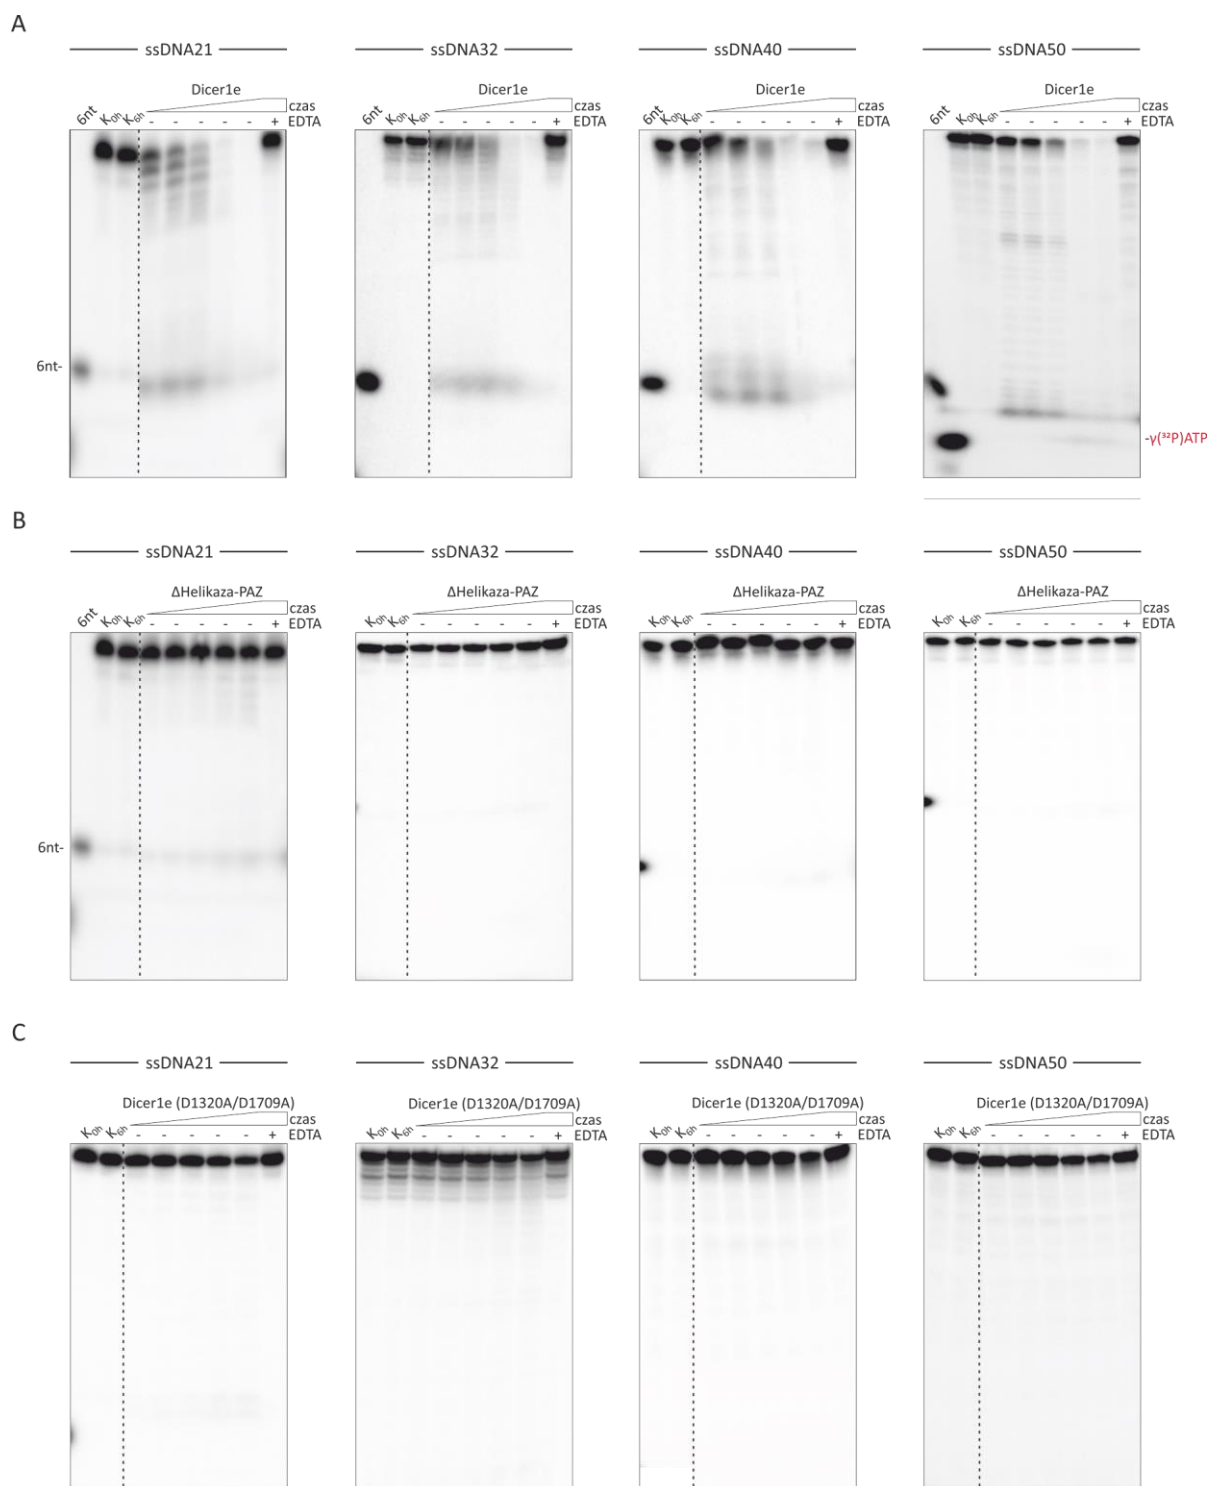 A
ssDNA21 ssDNA32 ssDNA40 ssDNA50
Dicer1e Dicer1e Dicer1e Dicer1e
czas czas czas czas
6nt K0h K6h - - - - - + EDTA 6nt K0h K6h - - - - - + EDTA 6nt K0h K6h - - - - - + EDTA 6nt K0h K6h - - - - - + EDTA
6nt-
-γ(³²P)ATP
B
ssDNA21 ssDNA32 ssDNA40 ssDNA50
ΔHelikaza-PAZ ΔHelikaza-PAZ ΔHelikaza-PAZ ΔHelikaza-PAZ
czas czas czas czas
6nt K0h K6h - - - - - + EDTA K0h K6h - - - - - + EDTA K0h K6h - - - - - + EDTA K0h K6h - - - - - + EDTA
6nt-
C
ssDNA21 ssDNA32 ssDNA40 ssDNA50
Dicer1e (D1320A/D1709A) Dicer1e (D1320A/D1709A) Dicer1e (D1320A/D1709A) Dicer1e (D1320A/D1709A)
czas czas czas czas
K0h K6h - - - - - + EDTA K0h K6h - - - - - + EDTA K0h K6h - - - - - + EDTA K0h K6h - - - - - + EDTA